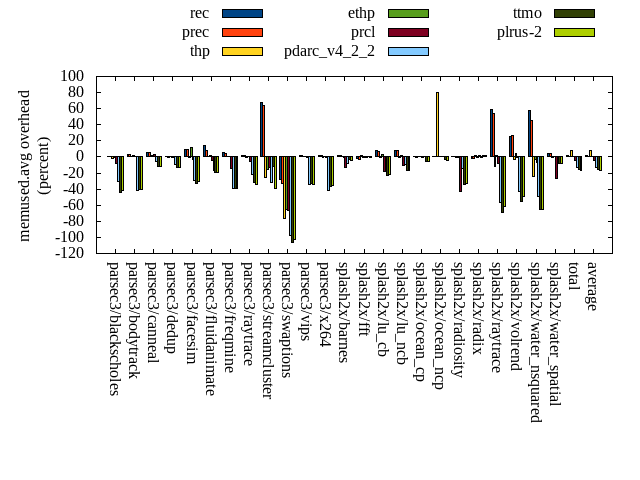 rec ethp ttmo
prec prcl plrus-2
thp pdarc_v4_2_2
memused.avg overhead
(percent)
100
80
60
40
20
0
-20
-40
-60
-80
-100
-120
parsec3/blackscholes
parsec3/bodytrack
parsec3/canneal
parsec3/dedup
parsec3/facesim
parsec3/fluidanimate
parsec3/freqmine
parsec3/raytrace
parsec3/streamcluster
parsec3/swaptions
parsec3/vips
parsec3/x264
splash2x/barnes
splash2x/fft
splash2x/lu_cb
splash2x/lu_ncb
splash2x/ocean_cp
splash2x/ocean_ncp
splash2x/radiosity
splash2x/radix
splash2x/raytrace
splash2x/volrend
splash2x/water_nsquared
splash2x/water_spatial
total
average